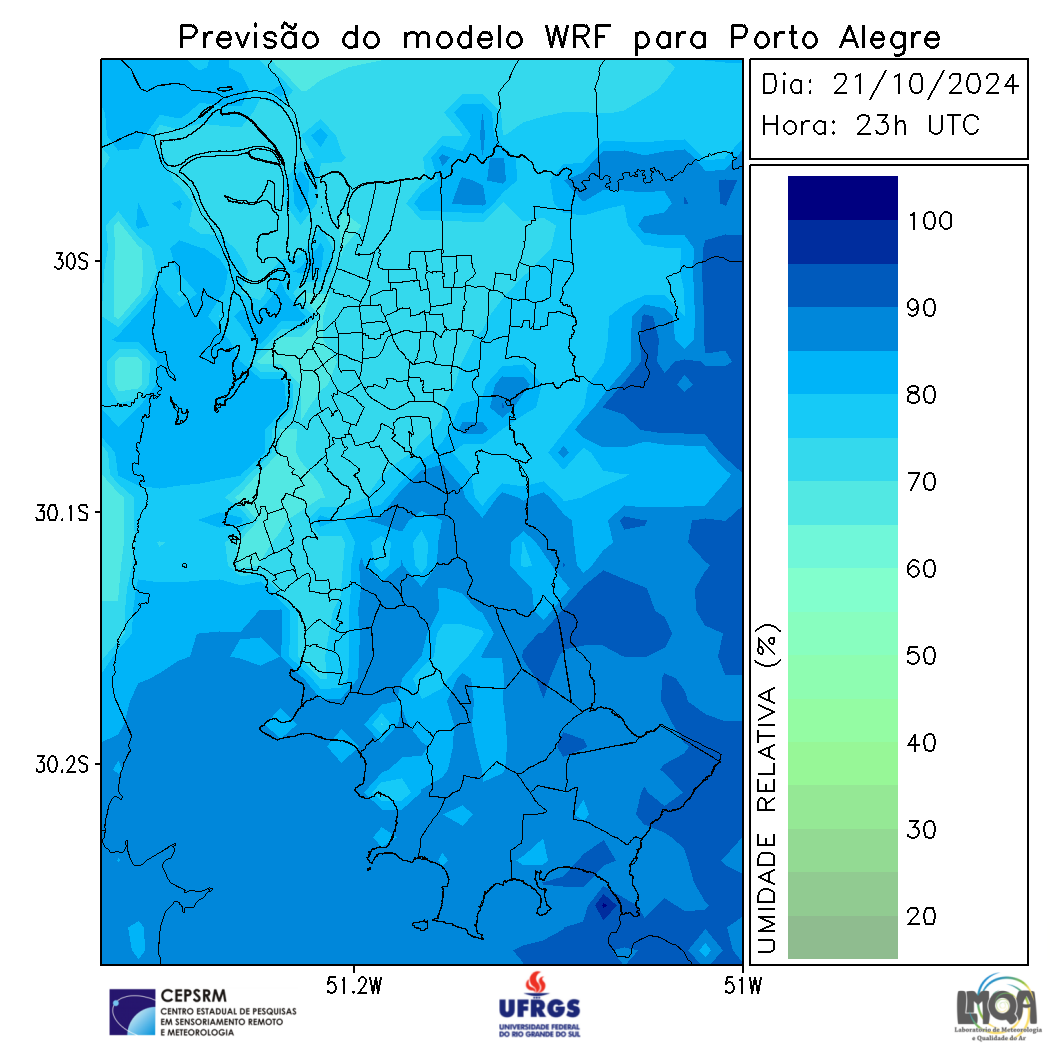 Previsão do modelo WRF para Porto Alegre
Dia: 21/10/2024
Hora: 23h UTC
30S
30.1S
30.2S
51.2W
51W
100
90
80
70
60
50
40
30
20
UMIDADE RELATIVA (%)
CEPSRM
CENTRO ESTADUAL DE PESQUISAS
EM SENSORIAMENTO REMOTO
E METEOROLOGIA
UFRGS
UNIVERSIDADE FEDERAL
DO RIO GRANDE DO SUL
LMQA
Laboratório de Meteorologia
e Qualidade do Ar